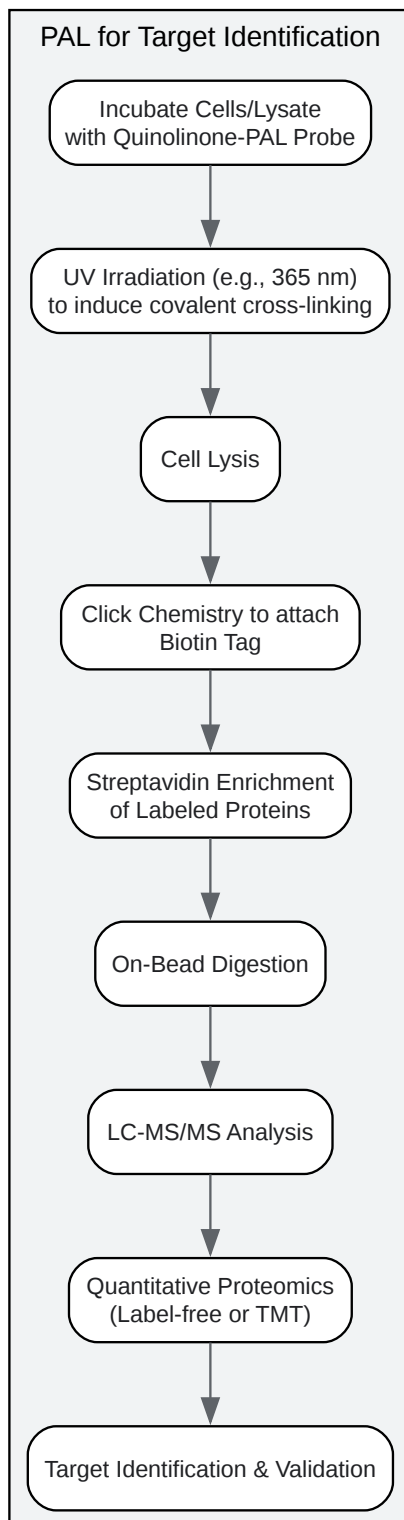 PAL for Target Identification
Incubate Cells/Lysate
with Quinolinone-PAL Probe
UV Irradiation (e.g., 365 nm)
to induce covalent cross-linking
Cell Lysis
Click Chemistry to attach
Biotin Tag
Streptavidin Enrichment
of Labeled Proteins
On-Bead Digestion
LC-MS/MS Analysis
Quantitative Proteomics
(Label-free or TMT)
Target Identification & Validation